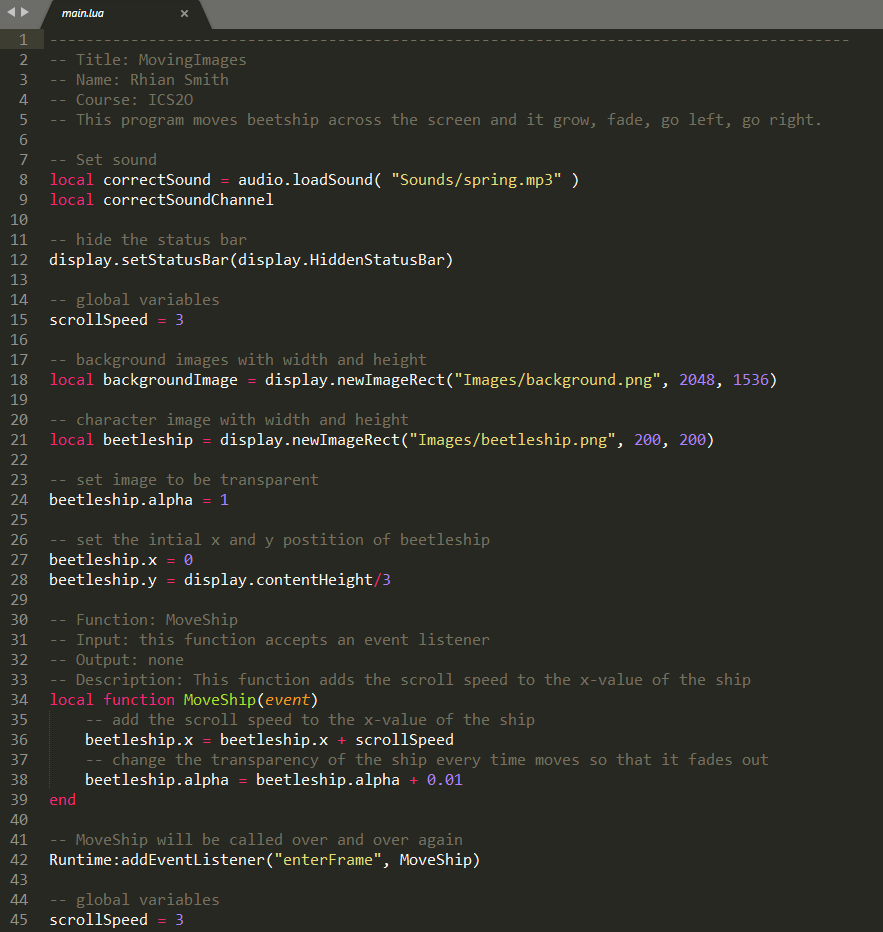 main.lua ×
1 -----------------------------------------------------------------------------------------
2 -- Title: MovingImages
3 -- Name: Rhian Smith
4 -- Course: ICS2O
5 -- This program moves beetship across the screen and it grow, fade, go left, go right.
6
7 -- Set sound
8 local correctSound = audio.loadSound( "Sounds/spring.mp3" )
9 local correctSoundChannel
10
11 -- hide the status bar
12 display.setStatusBar(display.HiddenStatusBar)
13
14 -- global variables
15 scrollSpeed = 3
16
17 -- background images with width and height
18 local backgroundImage = display.newImageRect("Images/background.png", 2048, 1536)
19
20 -- character image with width and height
21 local beetleship = display.newImageRect("Images/beetleship.png", 200, 200)
22
23 -- set image to be transparent
24 beetleship.alpha = 1
25
26 -- set the intial x and y postition of beetleship
27 beetleship.x = 0
28 beetleship.y = display.contentHeight/3
29
30 -- Function: MoveShip
31 -- Input: this function accepts an event listener
32 -- Output: none
33 -- Description: This function adds the scroll speed to the x-value of the ship
34 local function MoveShip(event)
35     -- add the scroll speed to the x-value of the ship
36     beetleship.x = beetleship.x + scrollSpeed
37     -- change the transparency of the ship every time moves so that it fades out
38     beetleship.alpha = beetleship.alpha + 0.01
39 end
40
41 -- MoveShip will be called over and over again
42 Runtime:addEventListener("enterFrame", MoveShip)
43
44 -- global variables
45 scrollSpeed = 3